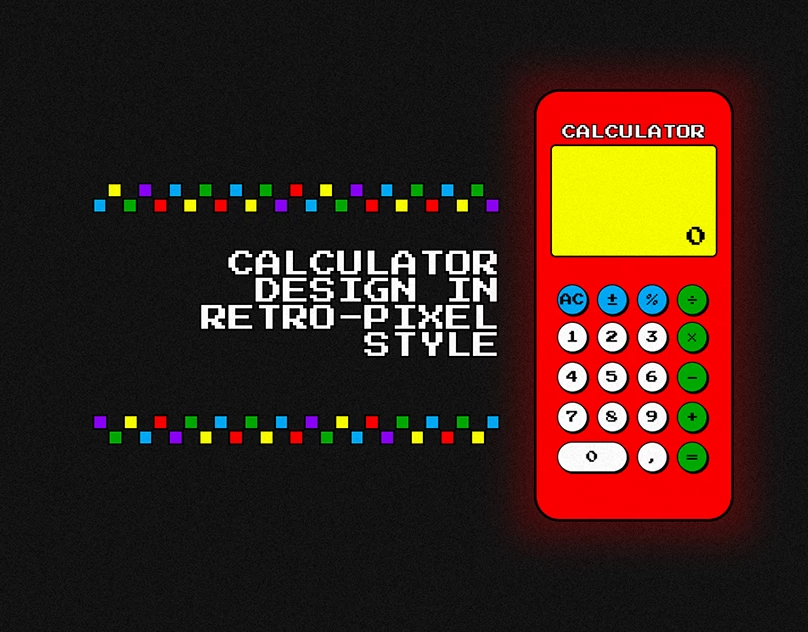 CALCULATOR
DESIGN IN
RETRO-PIXEL
STYLE
CALCULATOR
0
AC ± % ÷
1 2 3 ×
4 5 6 −
7 8 9 +
0 , =